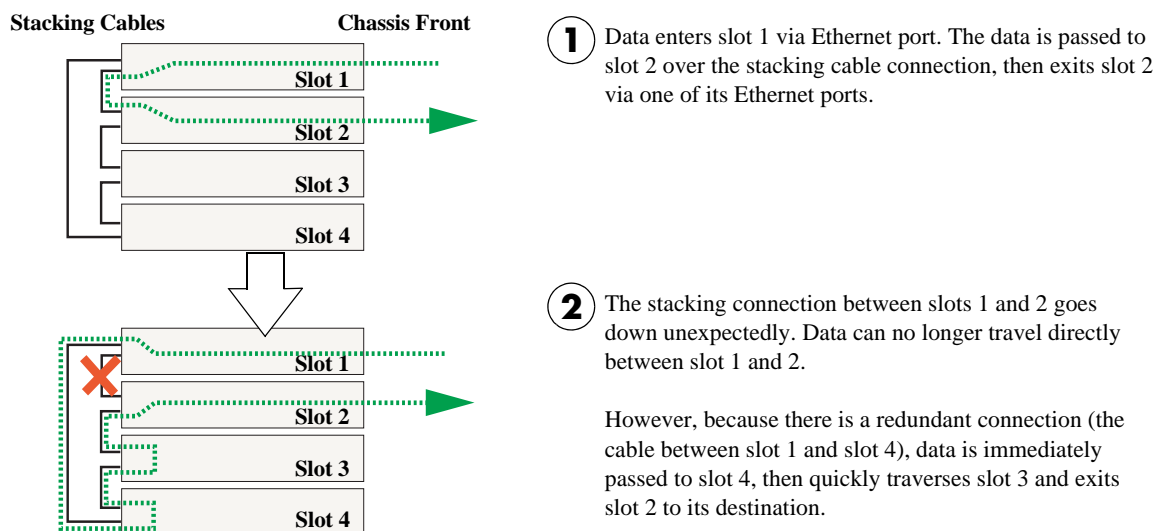 Stacking Cables
Chassis Front
Slot 1
Slot 2
Slot 3
Slot 4
1
Data enters slot 1 via Ethernet port. The data is passed to
slot 2 over the stacking cable connection, then exits slot 2
via one of its Ethernet ports.
Slot 1
Slot 2
Slot 3
Slot 4
2
The stacking connection between slots 1 and 2 goes
down unexpectedly. Data can no longer travel directly
between slot 1 and 2.
However, because there is a redundant connection (the
cable between slot 1 and slot 4), data is immediately
passed to slot 4, then quickly traverses slot 3 and exits
slot 2 to its destination.